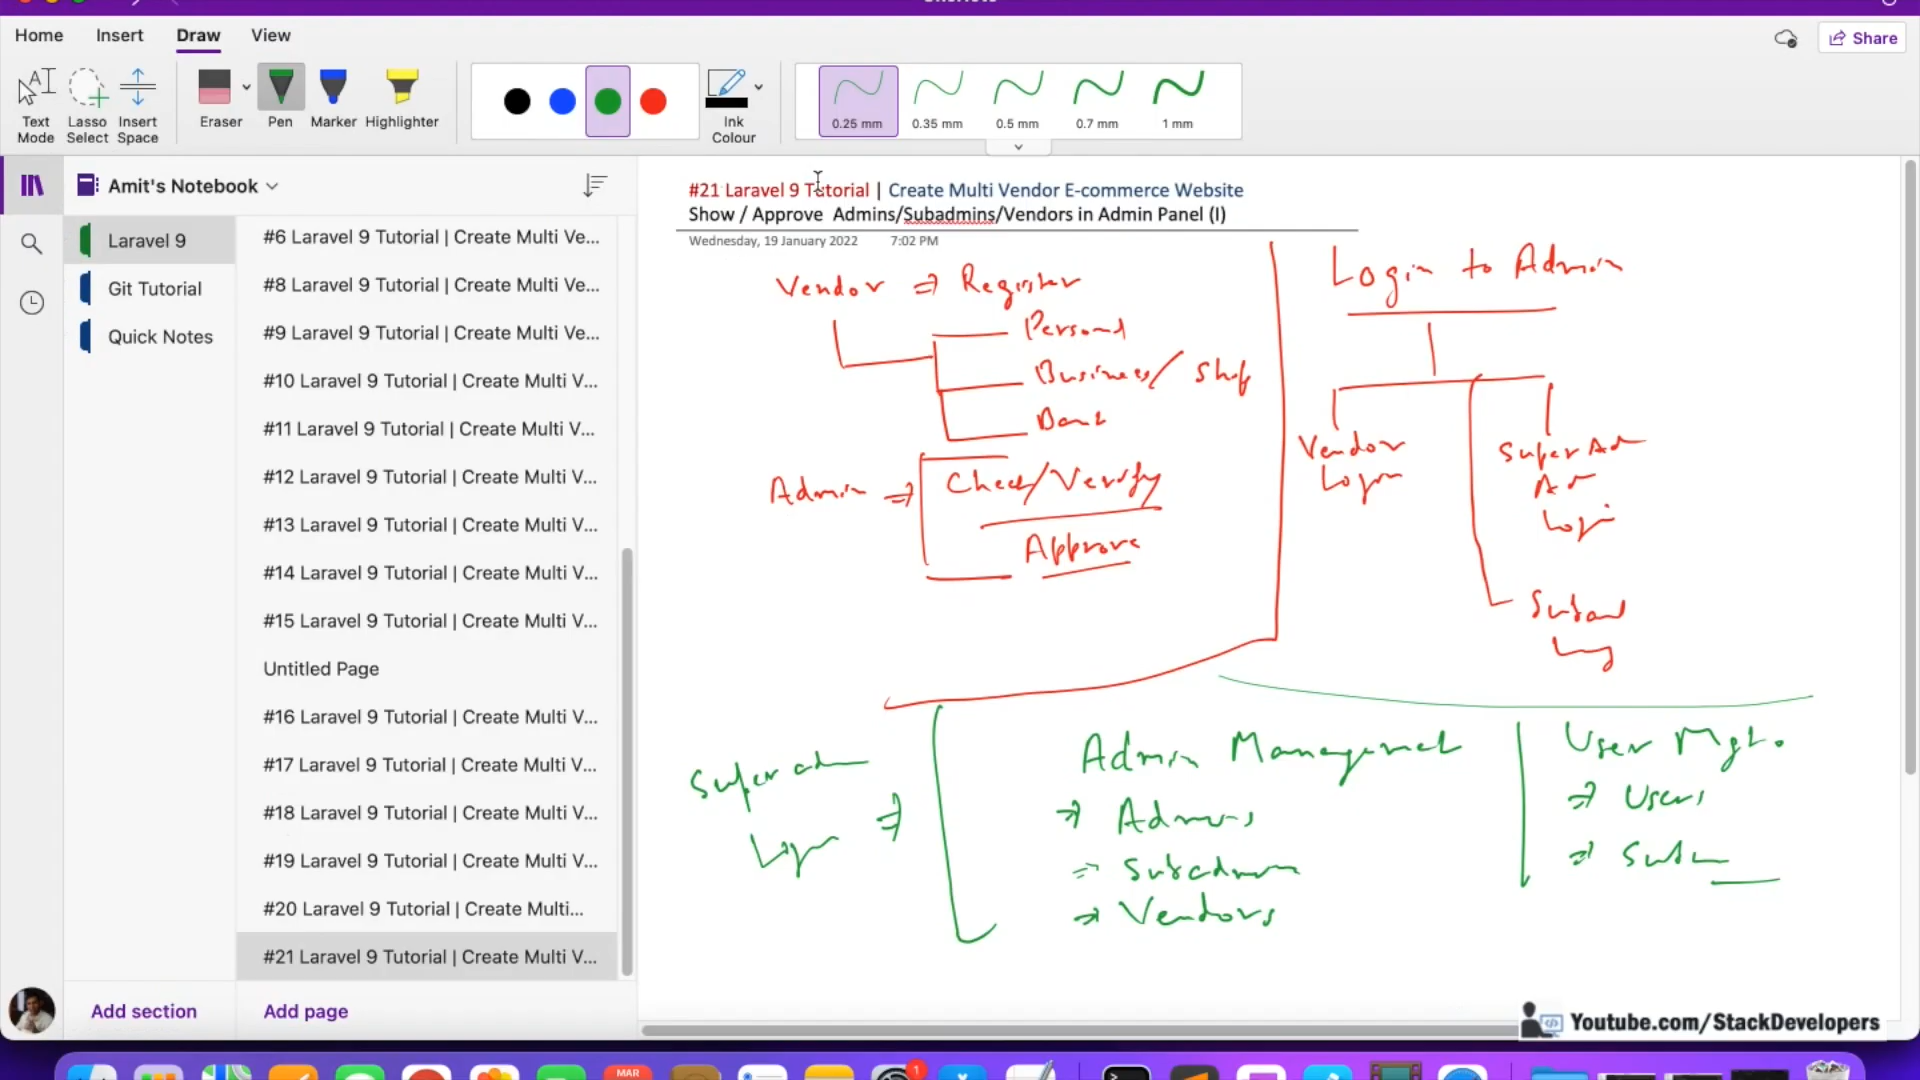 OneNote
Home Insert Draw View
Share
Text Mode
Lasso Select
Insert Space
Eraser
Pen
Marker
Highlighter
Ink Colour
0.25 mm
0.35 mm
0.5 mm
0.7 mm
1 mm
Amit's Notebook
Laravel 9
Git Tutorial
Quick Notes
#6 Laravel 9 Tutorial | Create Multi Ve...
#8 Laravel 9 Tutorial | Create Multi Ve...
#9 Laravel 9 Tutorial | Create Multi Ve...
#10 Laravel 9 Tutorial | Create Multi V...
#11 Laravel 9 Tutorial | Create Multi V...
#12 Laravel 9 Tutorial | Create Multi V...
#13 Laravel 9 Tutorial | Create Multi V...
#14 Laravel 9 Tutorial | Create Multi V...
#15 Laravel 9 Tutorial | Create Multi V...
Untitled Page
#16 Laravel 9 Tutorial | Create Multi V...
#17 Laravel 9 Tutorial | Create Multi V...
#18 Laravel 9 Tutorial | Create Multi V...
#19 Laravel 9 Tutorial | Create Multi V...
#20 Laravel 9 Tutorial | Create Multi...
#21 Laravel 9 Tutorial | Create Multi V...
Add section
Add page
#21 Laravel 9 Tutorial | Create Multi Vendor E-commerce Website
Show / Approve Admins/Subadmins/Vendors in Admin Panel (I)
Wednesday, 19 January 2022 7:02 PM
Vendor ⇒ Register
Personal
Business/ Shop
Bank
Admin ⇒
Check/Verify
Approve
Login to Admin
Vendor
Login
Super Ad
Login
Super adm
Login ⇒
Admin Management
⇒ Admins
⇒ Subadmins
⇒ Vendors
User Mgt.
⇒ Users
⇒
Youtube.com/StackDevelopers
MAR
1